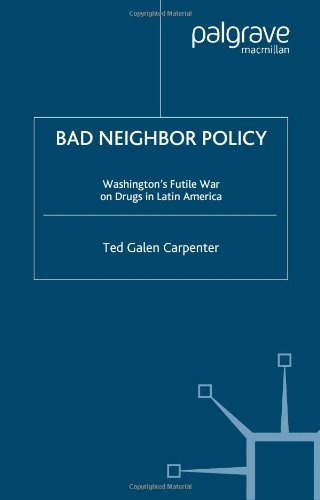 Copyrighted Material
palgrave
macmillan
BAD NEIGHBOR POLICY
Washington's Futile War
on Drugs in Latin America
Ted Galen Carpenter
Copyrighted Material